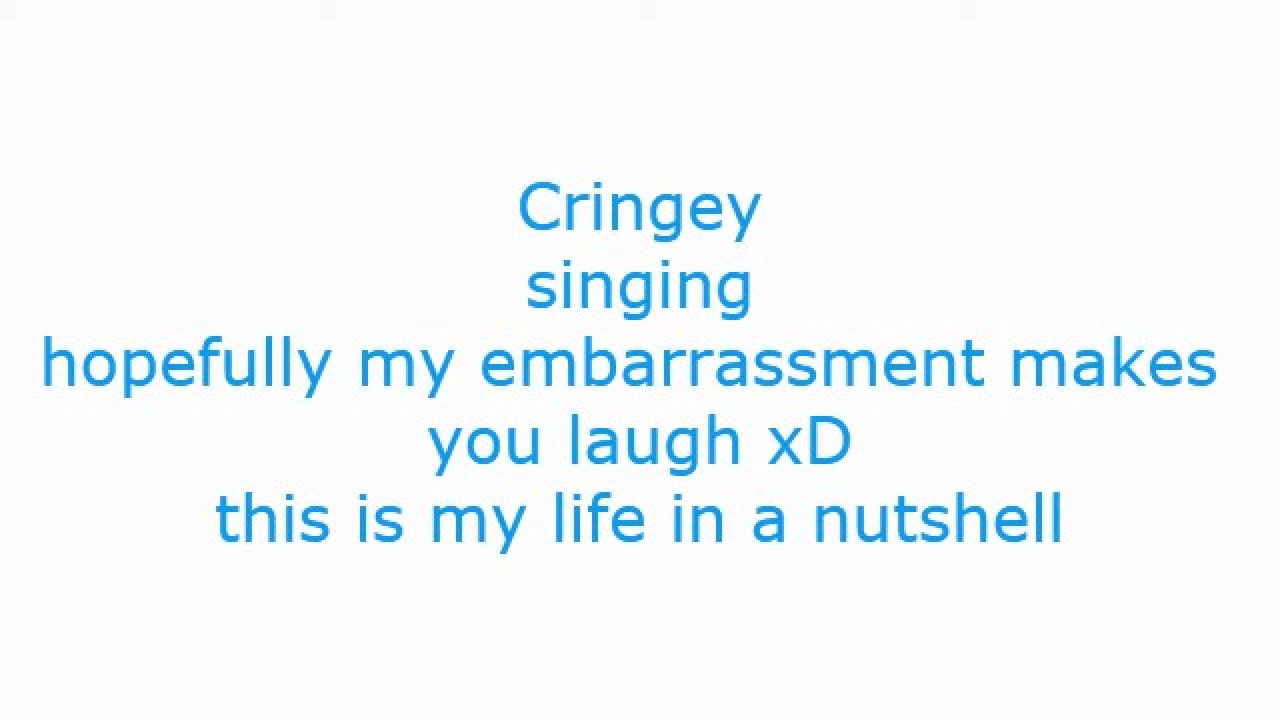 Cringey
singing
hopefully my embarrassment makes
you laugh xD
this is my life in a nutshell